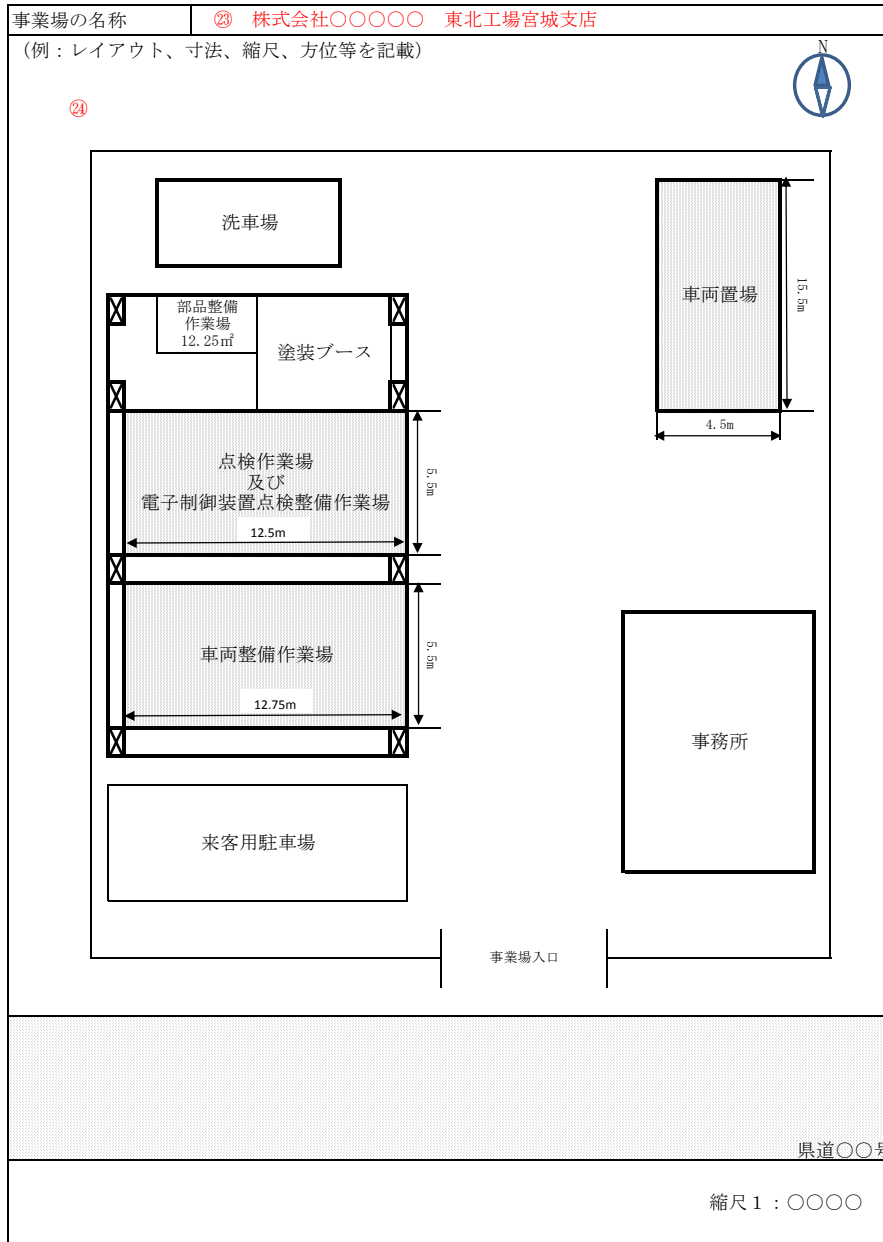 事業場の名称
㉓ 株式会社○○○○○ 東北工場宮城支店
(例：レイアウト、寸法、縮尺、方位等を記載)
N
㉔
洗車場
車両置場
15.5m
4.5m
部品整備
作業場
12.25㎡
塗装ブース
点検作業場
及び
電子制御装置点検整備作業場
12.5m
5.5m
車両整備作業場
12.75m
5.5m
事務所
来客用駐車場
事業場入口
県道○○号
縮尺１：○○○○